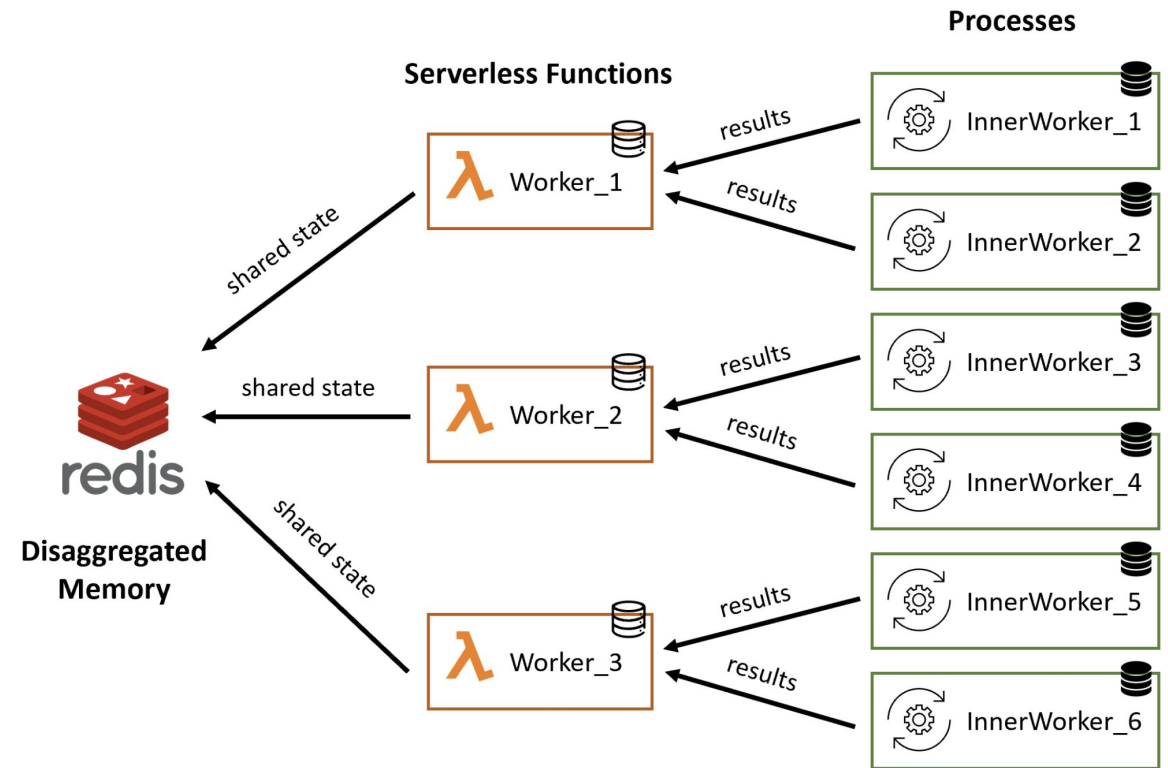 Processes
Serverless Functions
InnerWorker_1
results
Worker_1
results
InnerWorker_2
shared state
InnerWorker_3
results
shared state
Worker_2
results
InnerWorker_4
redis
shared state
Disaggregated
Memory
InnerWorker_5
results
Worker_3
results
InnerWorker_6